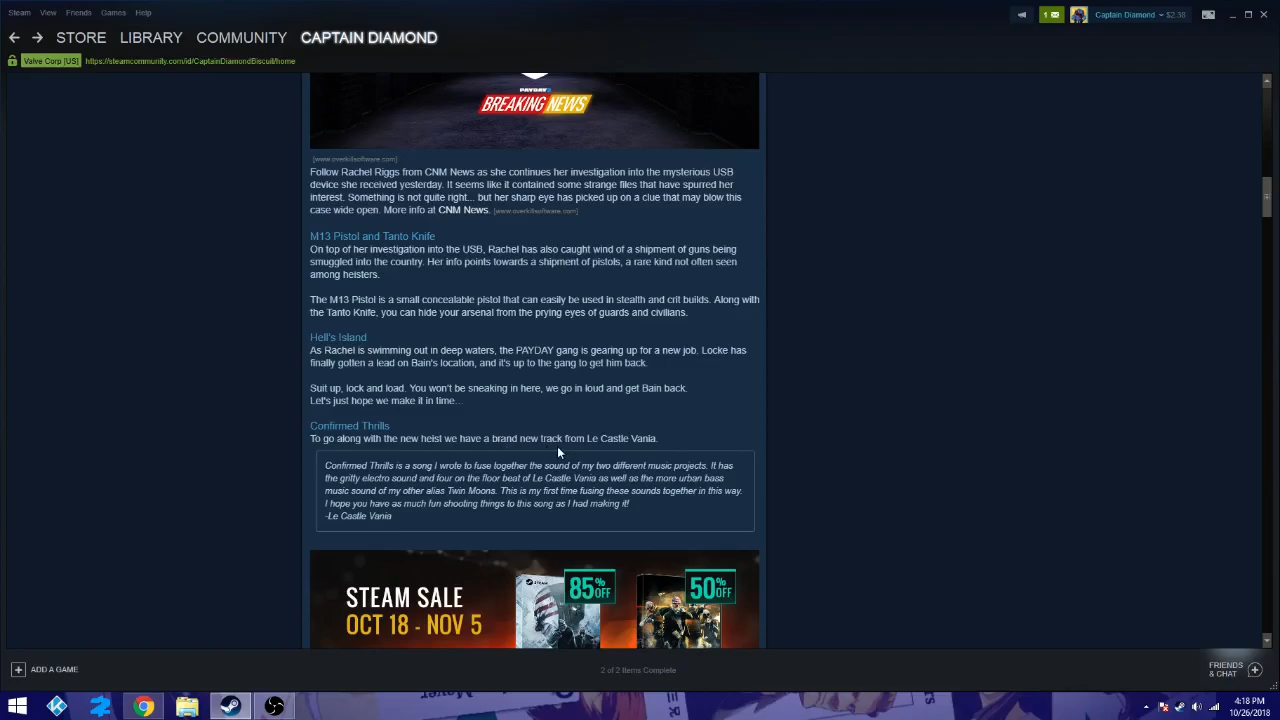 Steam View Friends Games Help
1
Captain Diamond $2.38
STORE LIBRARY COMMUNITY CAPTAIN DIAMOND
Valve Corp [US] https://steamcommunity.com/id/CaptainDiamondBiscuit/home
PAYDAY2
BREAKING NEWS
[www.overkillsoftware.com]
Follow Rachel Riggs from CNM News as she continues her investigation into the mysterious USB
device she received yesterday. It seems like it contained some strange files that have spurred her
interest. Something is not quite right... but her sharp eye has picked up on a clue that may blow this
case wide open. More info at CNM News. [www.overkillsoftware.com]
M13 Pistol and Tanto Knife
On top of her investigation into the USB, Rachel has also caught wind of a shipment of guns being
smuggled into the country. Her info points towards a shipment of pistols, a rare kind not often seen
among heisters.
The M13 Pistol is a small concealable pistol that can easily be used in stealth and crit builds. Along with
the Tanto Knife, you can hide your arsenal from the prying eyes of guards and civilians.
Hell's Island
As Rachel is swimming out in deep waters, the PAYDAY gang is gearing up for a new job. Locke has
finally gotten a lead on Bain's location, and it's up to the gang to get him back.
Suit up, lock and load. You won't be sneaking in here, we go in loud and get Bain back.
Let's just hope we make it in time...
Confirmed Thrills
To go along with the new heist we have a brand new track from Le Castle Vania.
Confirmed Thrills is a song I wrote to fuse together the sound of my two different music projects. It has
the gritty electro sound and four on the floor beat of Le Castle Vania as well as the more urban bass
music sound of my other alias Twin Moons. This is my first time fusing these sounds together in this way.
I hope you have as much fun shooting things to this song as I had making it!
-Le Castle Vania
STEAM SALE
OCT 18 - NOV 5
STEAM
85% OFF
50% OFF
ADD A GAME
2 of 2 Items Complete
FRIENDS
& CHAT
4:18 PM
10/26/2018